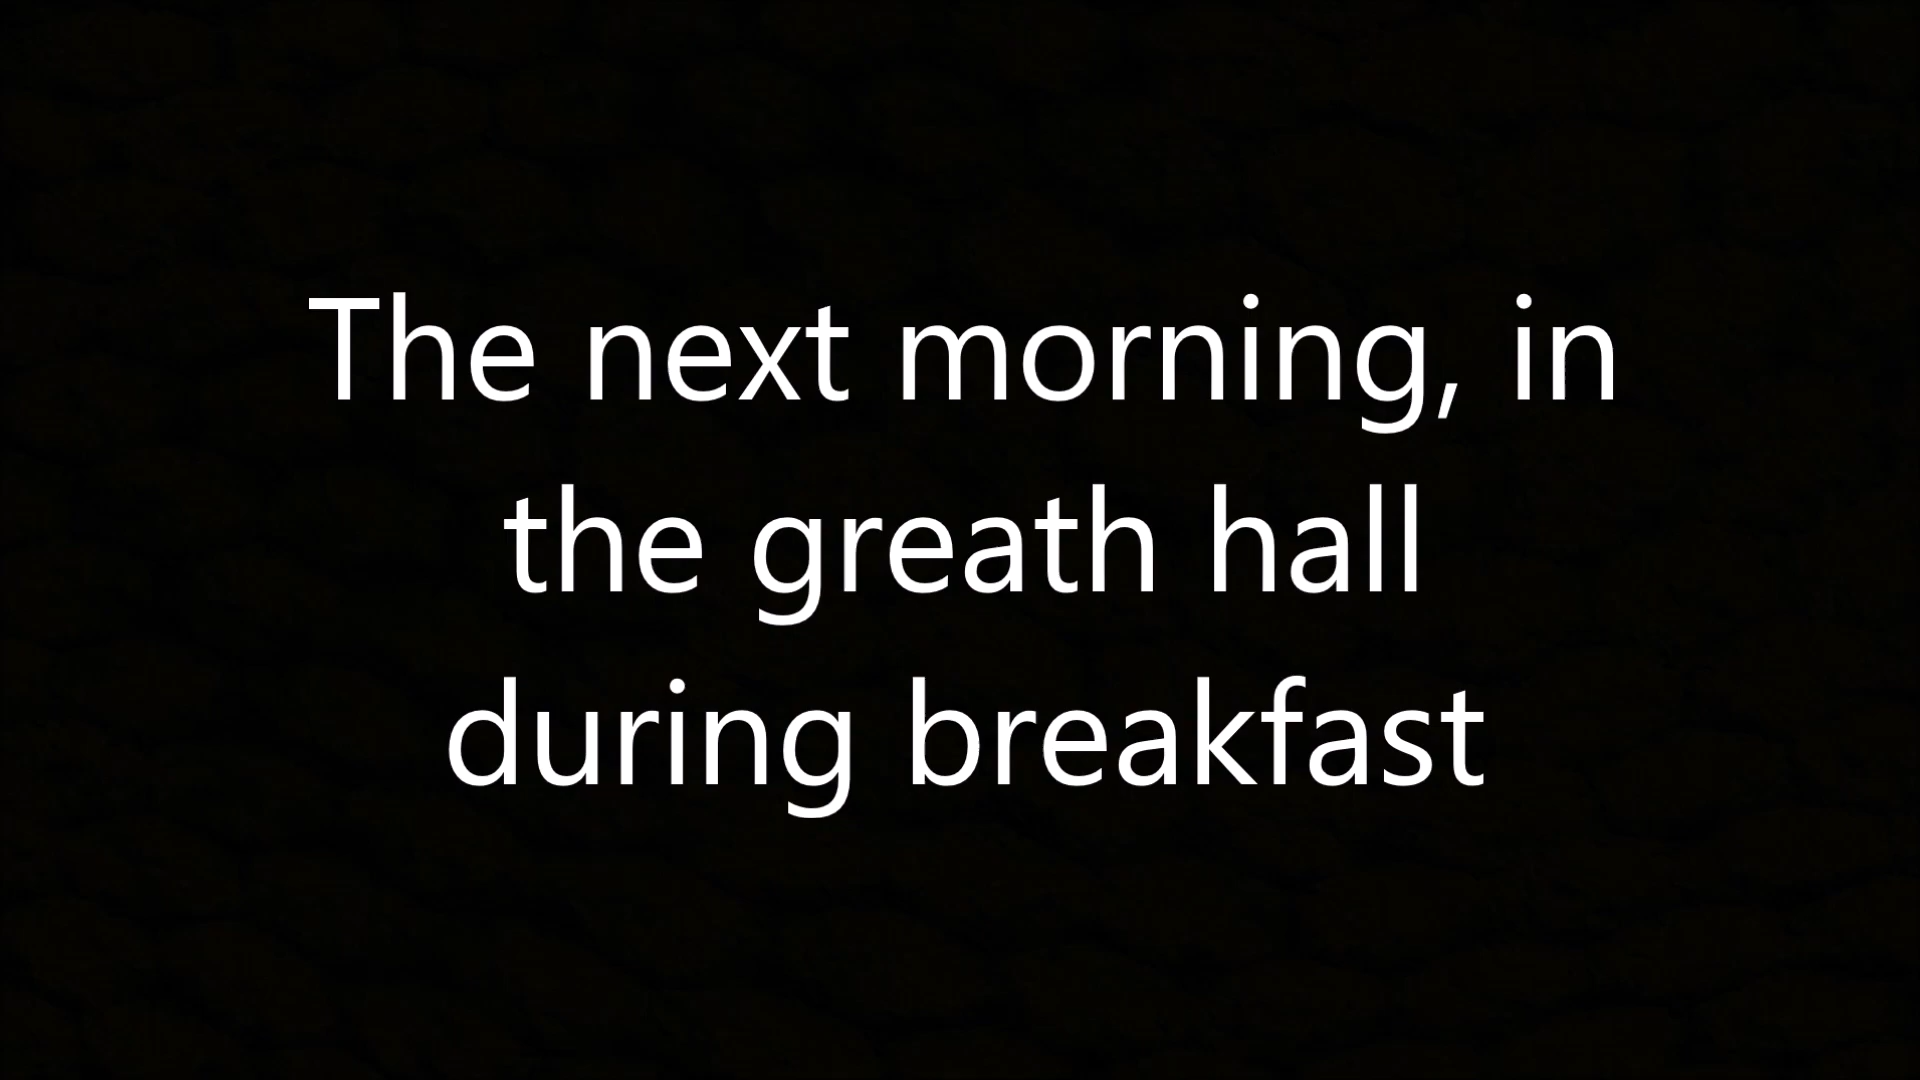 The next morning, in
the greath hall
during breakfast